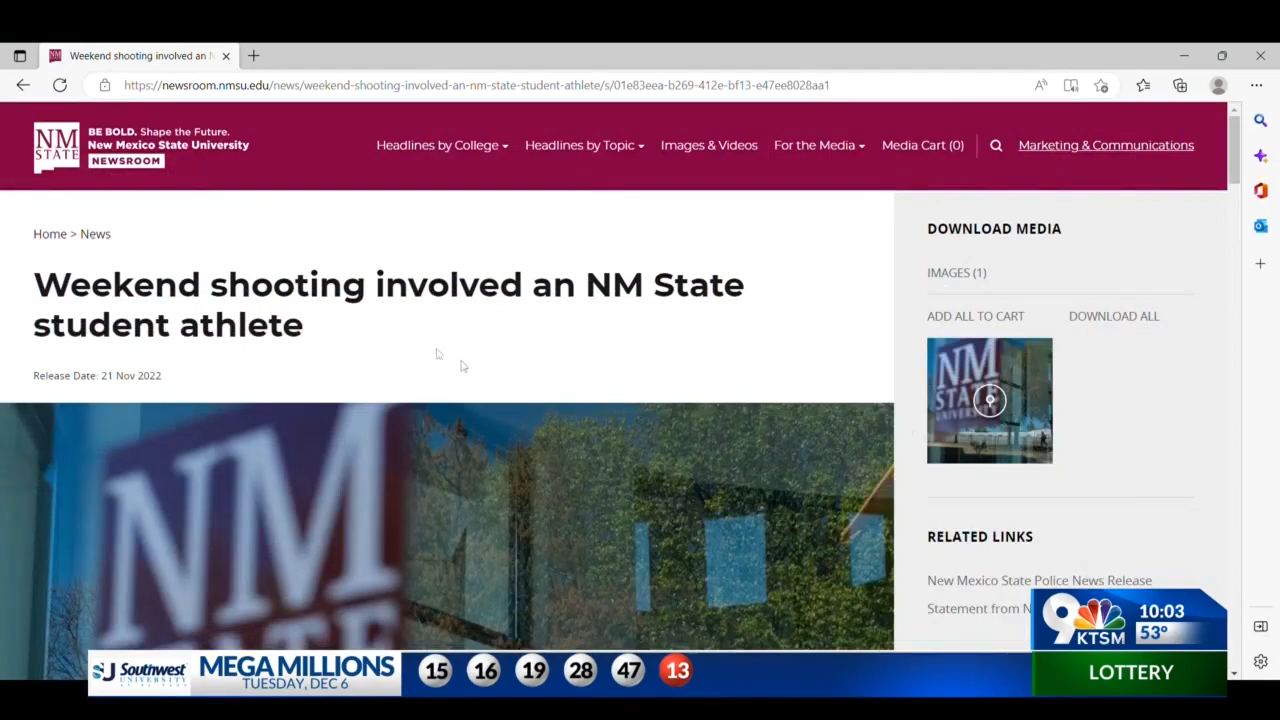 Weekend shooting involved an
https://newsroom.nmsu.edu/news/weekend-shooting-involved-an-nm-state-student-athlete/s/01e83eea-b269-412e-bf13-e47ee8028aa1
NM
STATE
BE BOLD. Shape the Future.
New Mexico State University
NEWSROOM
Headlines by College
Headlines by Topic
Images & Videos
For the Media
Media Cart (0)
Marketing & Communications
Home > News
Weekend shooting involved an NM State
student athlete
Release Date: 21 Nov 2022
NM
STATE
DOWNLOAD MEDIA
IMAGES (1)
ADD ALL TO CART
DOWNLOAD ALL
NM
STATE
RELATED LINKS
New Mexico State Police News Release
Statement from
9
KTSM
10:03
53°
LOTTERY
SU Southwest
UNIVERSITY
MEGA MILLIONS
TUESDAY, DEC 6
15 16 19 28 47 13